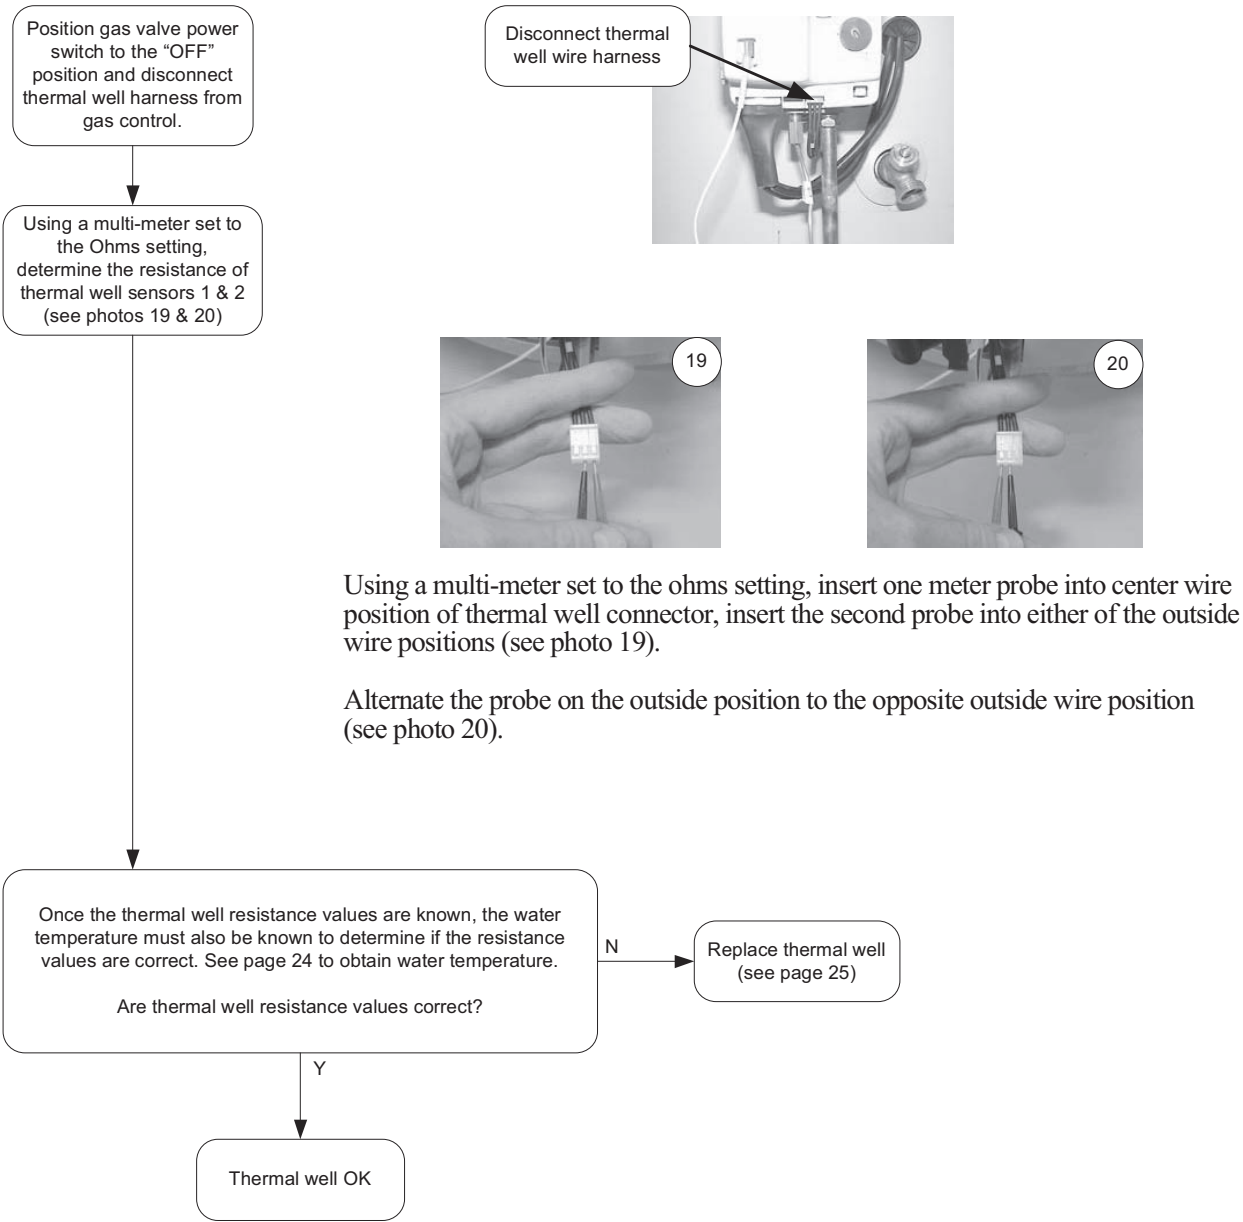 Position gas valve power
switch to the “OFF”
position and disconnect
thermal well harness from
gas control.
Disconnect thermal
well wire harness
Using a multi-meter set to
the Ohms setting,
determine the resistance of
thermal well sensors 1 & 2
(see photos 19 & 20)
19
20
Using a multi-meter set to the ohms setting, insert one meter probe into center wire
position of thermal well connector, insert the second probe into either of the outside
wire positions (see photo 19).
Alternate the probe on the outside position to the opposite outside wire position
(see photo 20).
Once the thermal well resistance values are known, the water
temperature must also be known to determine if the resistance
values are correct. See page 24 to obtain water temperature.
Are thermal well resistance values correct?
N
Replace thermal well
(see page 25)
Y
Thermal well OK